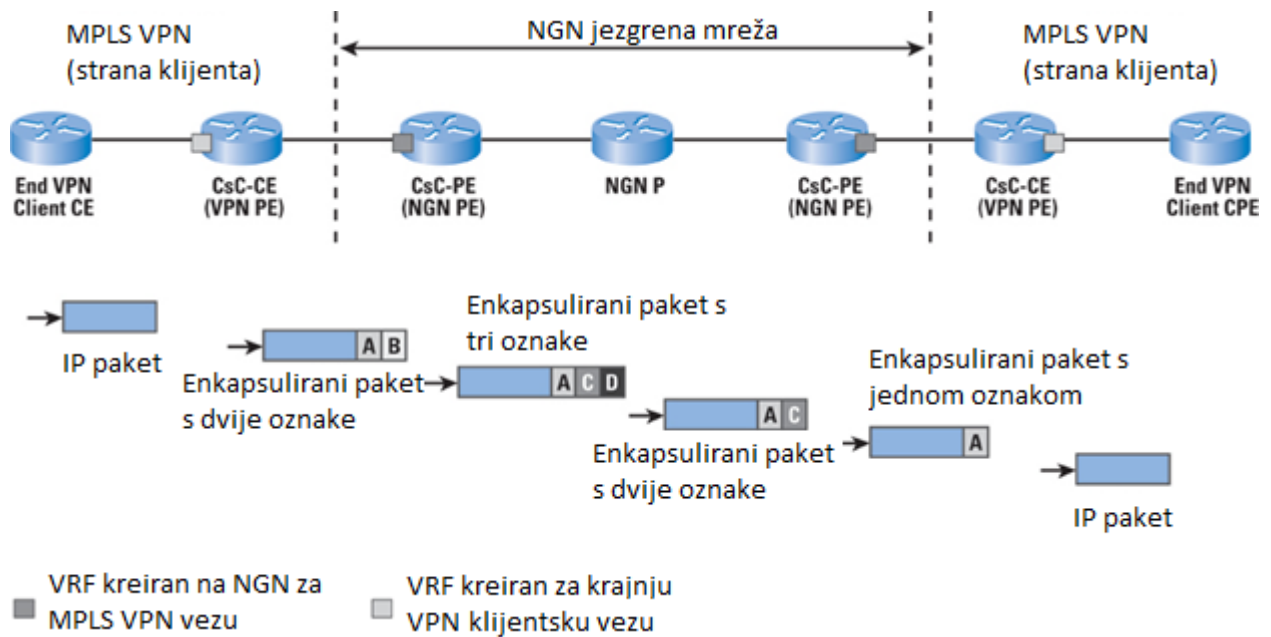 MPLS VPN
(strana klijenta)
NGN jezgrena mreža
MPLS VPN
(strana klijenta)
End VPN
Client CE
CsC-CE
(VPN PE)
CsC-PE
(NGN PE)
NGN P
CsC-PE
(NGN PE)
CsC-CE
(VPN PE)
End VPN
Client CPE
IP paket
A B
Enkapsulirani paket
s dvije oznake
Enkapsulirani paket s
tri oznake
A C D
A C
Enkapsulirani paket
s dvije oznake
Enkapsulirani paket s
jednom oznakom
A
IP paket
VRF kreiran na NGN za
MPLS VPN vezu
VRF kreiran za krajnju
VPN klijentsku vezu